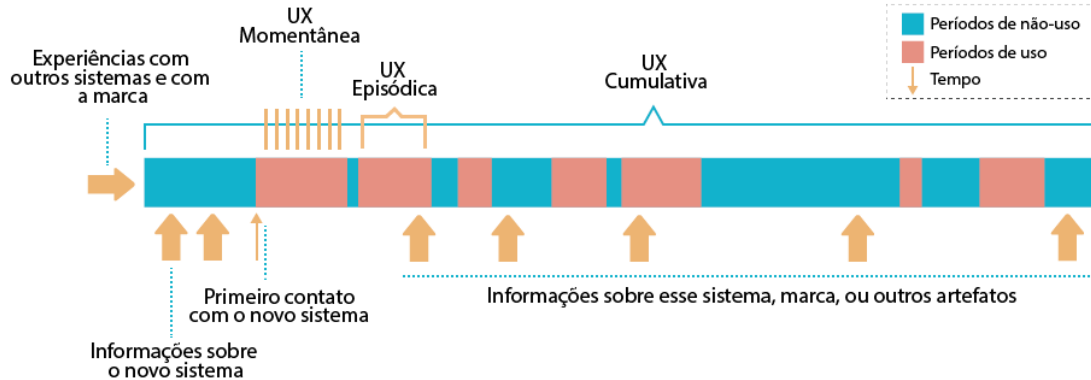 UX
Momentânea
Experiências com
outros sistemas e com
a marca
UX
Episódica
UX
Cumulativa
Períodos de não-uso
Períodos de uso
Tempo
Primeiro contato
com o novo sistema
Informações sobre
o novo sistema
Informações sobre esse sistema, marca, ou outros artefatos